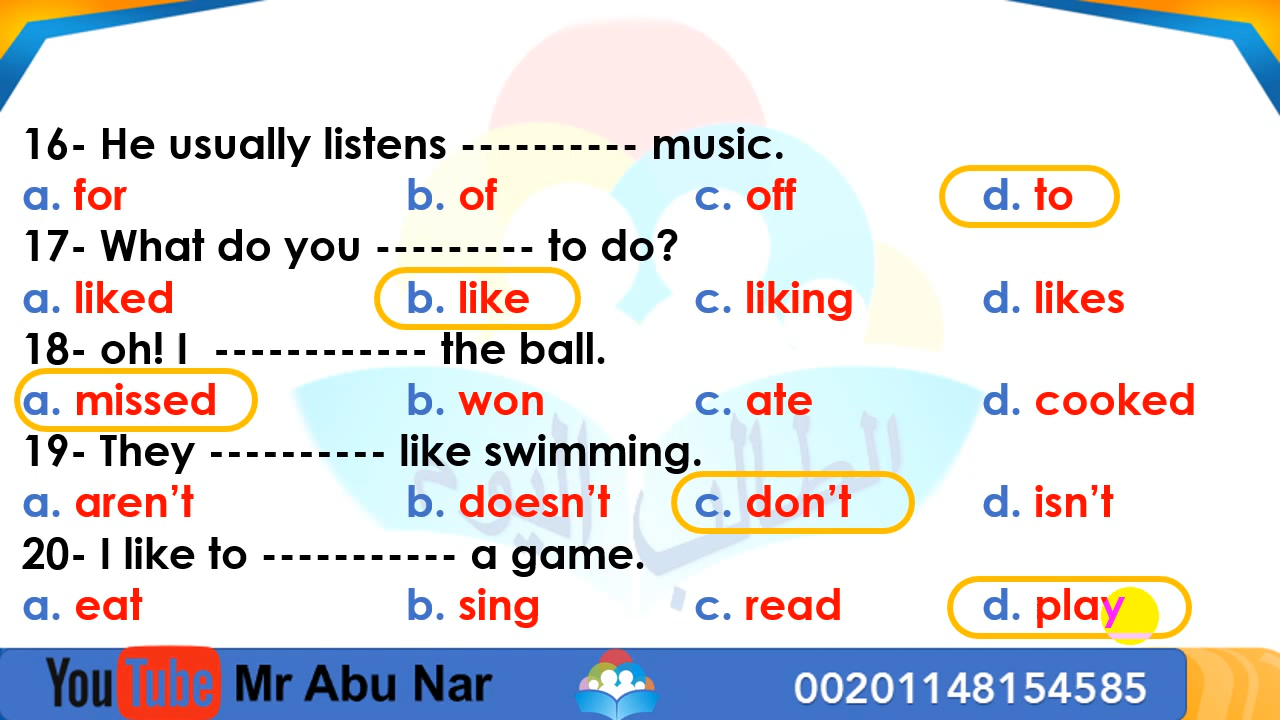 16- He usually listens ---------- music.
a. for b. of c. off d. to
17- What do you --------- to do?
a. liked b. like c. liking d. likes
18- oh! I ------------ the ball.
a. missed b. won c. ate d. cooked
19- They ---------- like swimming.
a. aren’t b. doesn’t c. don’t d. isn’t
20- I like to ----------- a game.
a. eat b. sing c. read d. play
الطالب اليوم
YouTube Mr Abu Nar 00201148154585